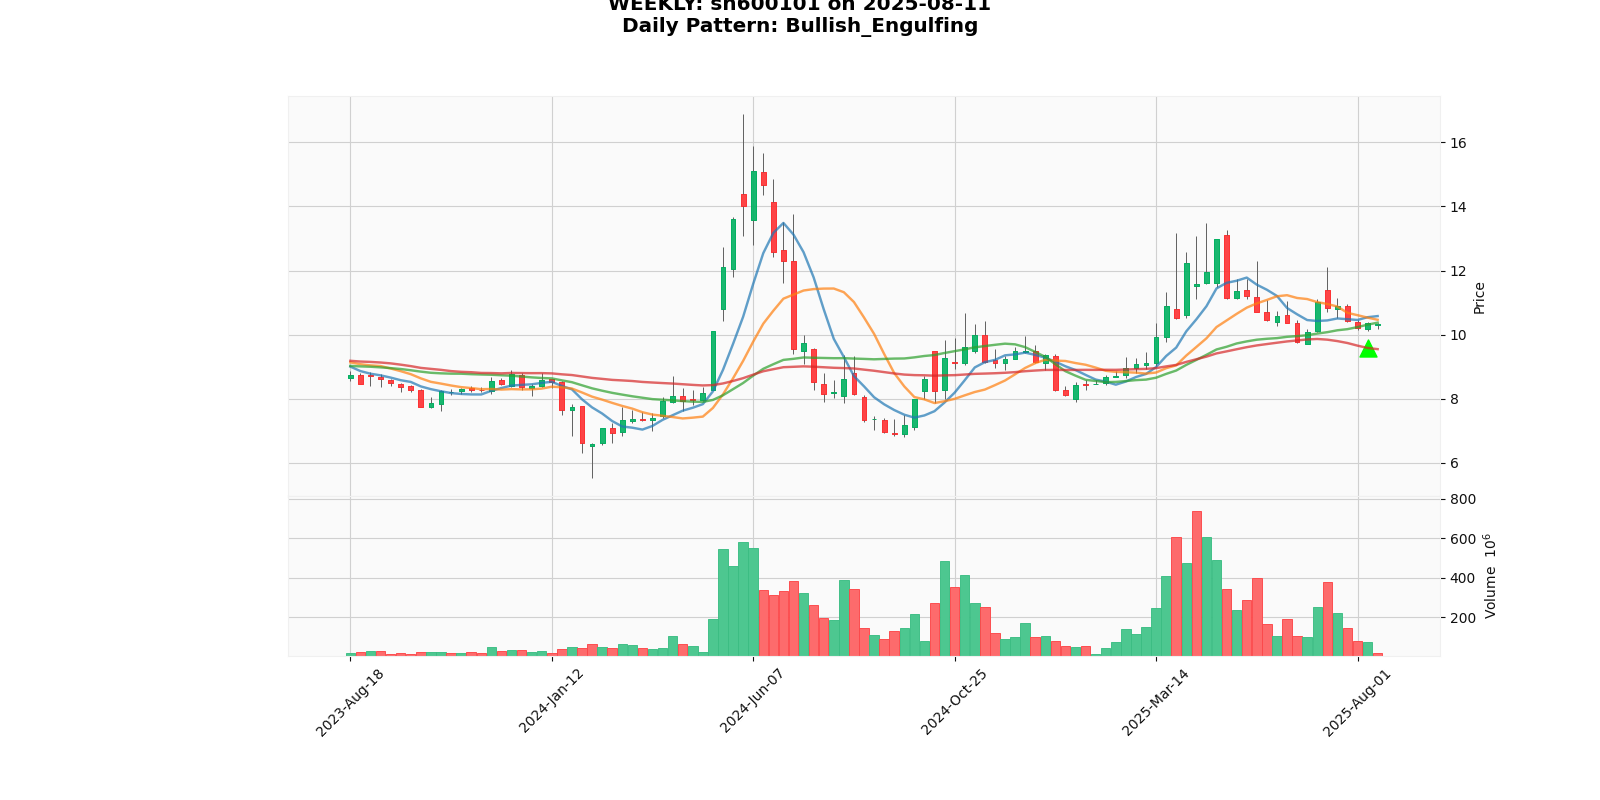 WEEKLY: sh600101 on 2025-08-11
Daily Pattern: Bullish_Engulfing
16
14
12
10
8
6
Price
800
600
400
200
Volume 10⁶
2023-Aug-18
2024-Jan-12
2024-Jun-07
2024-Oct-25
2025-Mar-14
2025-Aug-01